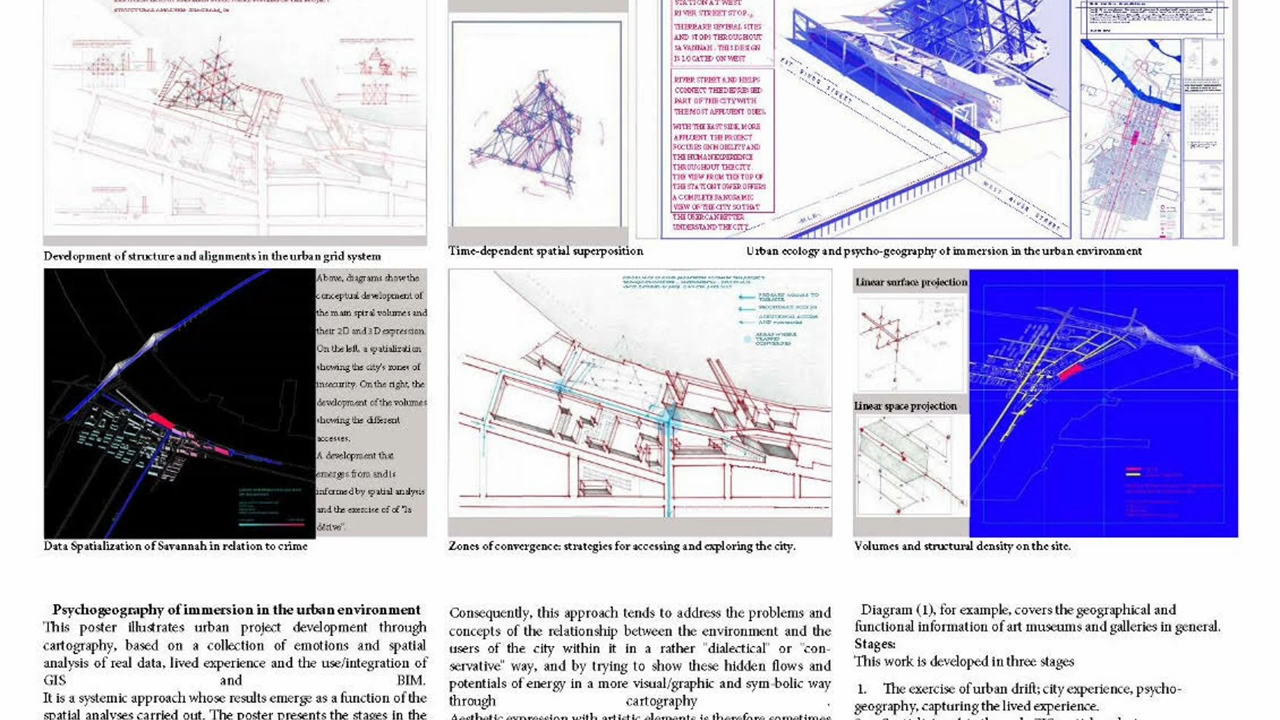 STRUCTURAL ANALYSIS DIAGRAM_04
STATION AT WEST
RIVER STREET STOP.
THERE ARE SEVERAL SITES
AND STOPS THROUGHOUT
SAVANNAH. THIS DESIGN
IS LOCATED ON WEST
RIVER STREET AND HELPS
CONNECT THE DEPRESSED
PART OF THE CITY WITH
THE MOST AFFLUENT ONES.
WITH THE EAST SIDE, MORE
AFFLUENT. THE PROJECT
FOCUSES ON MOBILITY AND
THE HUMAN EXPERIENCE
THROUGHOUT THE CITY.
THE VIEW FROM THE TOP OF
THE STATION TOWER OFFERS
A COMPLETE PANORAMIC
VIEW OF THE CITY SO THAT
THE USER CAN BETTER
UNDERSTAND THE CITY
RIVER STREET
M.L.K.
WEST RIVER STREET
Development of structure and alignments in the urban grid system
Time-dependent spatial superposition
Urban ecology and psycho-geography of immersion in the urban environment
Above, diagrams show the
conceptual development of
the main spiral volumes and
their 2D and 3D expression.
On the left, a spatialization
showing the city's zones of
insecurity. On the right, the
development of the volumes
showing the different
accesses.
A development that
emerges from and is
informed by spatial analysis
and the exercise of of "la
dérive".
Data Spatialization of Savannah in relation to crime
ADDITIONAL ACCESS
AREAS WHERE
CONVERGES
Zones of convergence: strategies for accessing and exploring the city.
Linear surface projection
Linear space projection
Volumes and structural density on the site.
Psychogeography of immersion in the urban environment
This poster illustrates urban project development through
cartography, based on a collection of emotions and spatial
analysis of real data, lived experience and the use/integration of
GIS and BIM.
It is a systemic approach whose results emerge as a function of the
spatial analyses carried out. The poster presents the stages in the
Consequently, this approach tends to address the problems and
concepts of the relationship between the environment and the
users of the city within it in a rather "dialectical" or "con-
servative" way, and by trying to show these hidden flows and
potentials of energy in a more visual/graphic and sym-bolic way
through cartography .
Aesthetic expression with artistic elements is therefore sometimes
Diagram (1), for example, covers the geographical and
functional information of art museums and galleries in general.
Stages:
This work is developed in three stages
1. The exercise of urban drift; city experience, psycho-
geography, capturing the lived experience.